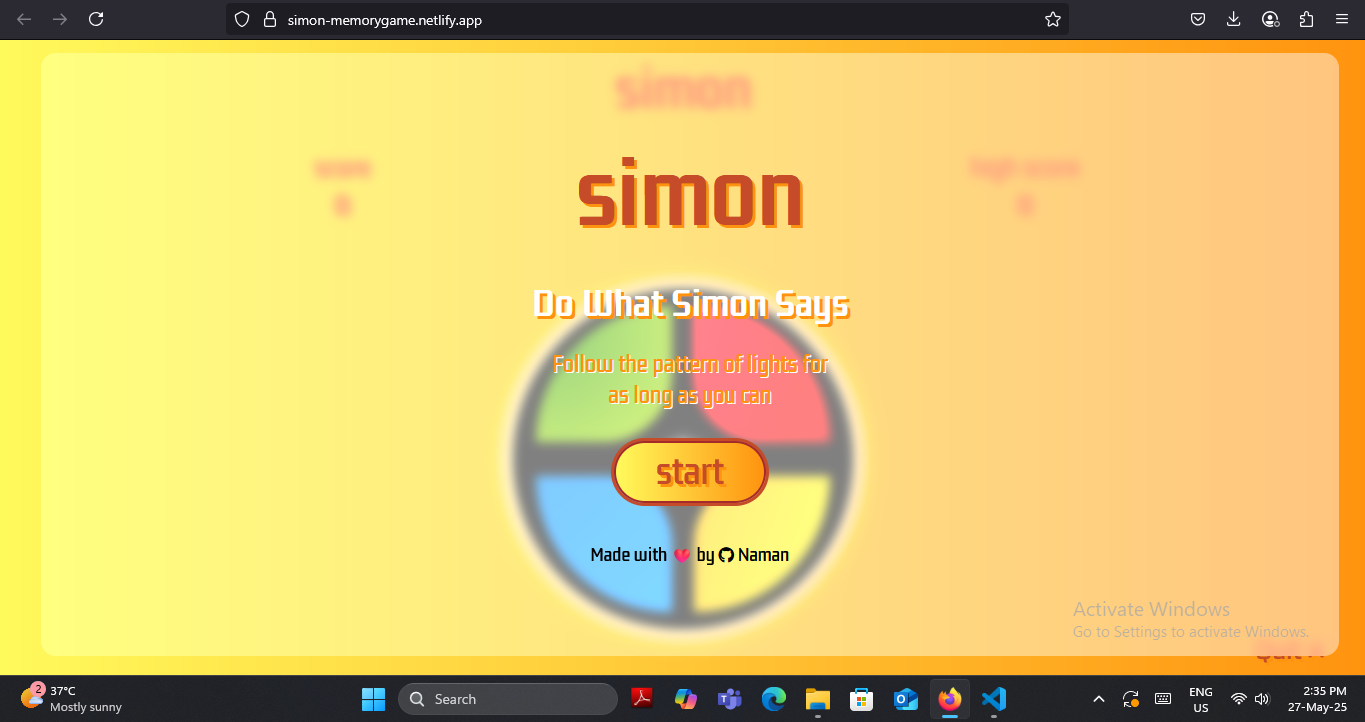 simon-memorygame.netlify.app
simon
score
high score
simon
Do What Simon Says
Follow the pattern of lights for
as long as you can
start
Made with 💔 by Naman
Activate Windows
Go to Settings to activate Windows.
Quit
2
37°C
Mostly sunny
Search
ENG
US
2:35 PM
27-May-25